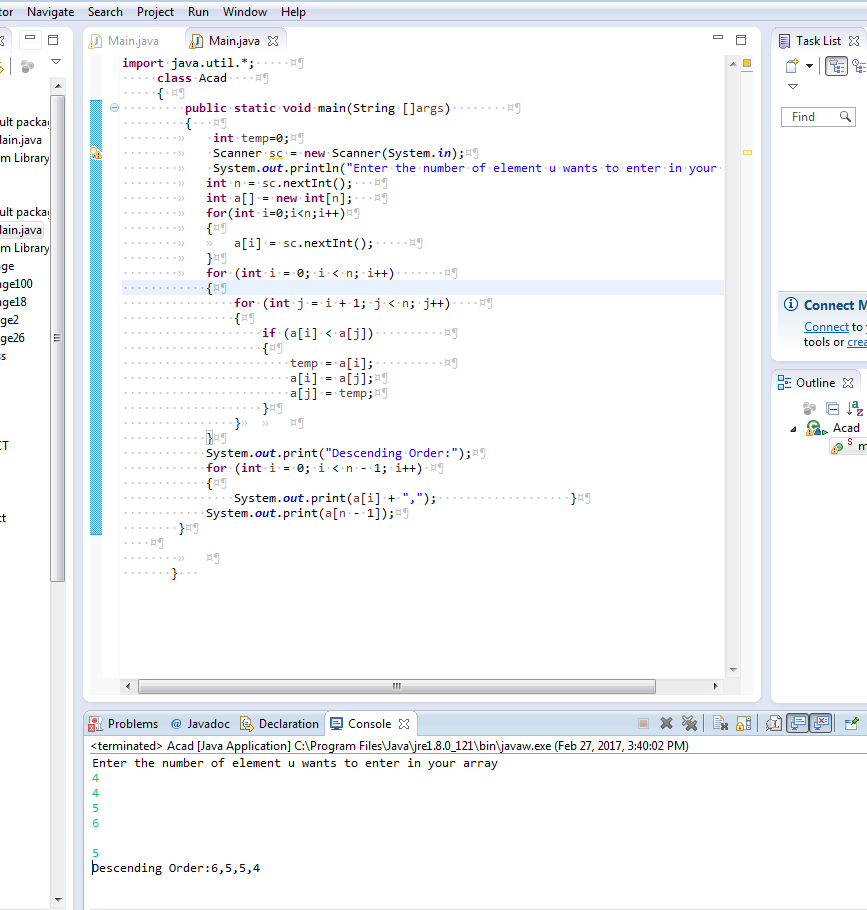 tor Navigate Search Project Run Window Help
Main.java Main.java
Task List
Find
Connect M
Connect to
tools or crea
Outline
Acad
S m
ult packa
lain.java
m Library
ult packa
lain.java
m Library
ge
ge100
age18
ge2
ge26
ss
CT
ct
import java.util.*;
class Acad
{
public static void main(String []args)
{
int temp=0;
Scanner sc = new Scanner(System.in);
System.out.println("Enter the number of element u wants to enter in your
int n = sc.nextInt();
int a[] = new int[n];
for(int i=0;i<n;i++)
{
a[i] = sc.nextInt();
}
for (int i = 0; i < n; i++)
{
for (int j = i + 1; j < n; j++)
{
if (a[i] < a[j])
{
temp = a[i];
a[i] = a[j];
a[j] = temp;
}
}
}
System.out.print("Descending Order:");
for (int i = 0; i < n - 1; i++)
{
System.out.print(a[i] + ","); }
System.out.print(a[n - 1]);
}
}
Problems @ Javadoc Declaration Console
<terminated> Acad [Java Application] C:\Program Files\Java\jre1.8.0_121\bin\javaw.exe (Feb 27, 2017, 3:40:02 PM)
Enter the number of element u wants to enter in your array
4
4
5
6
5
Descending Order:6,5,5,4